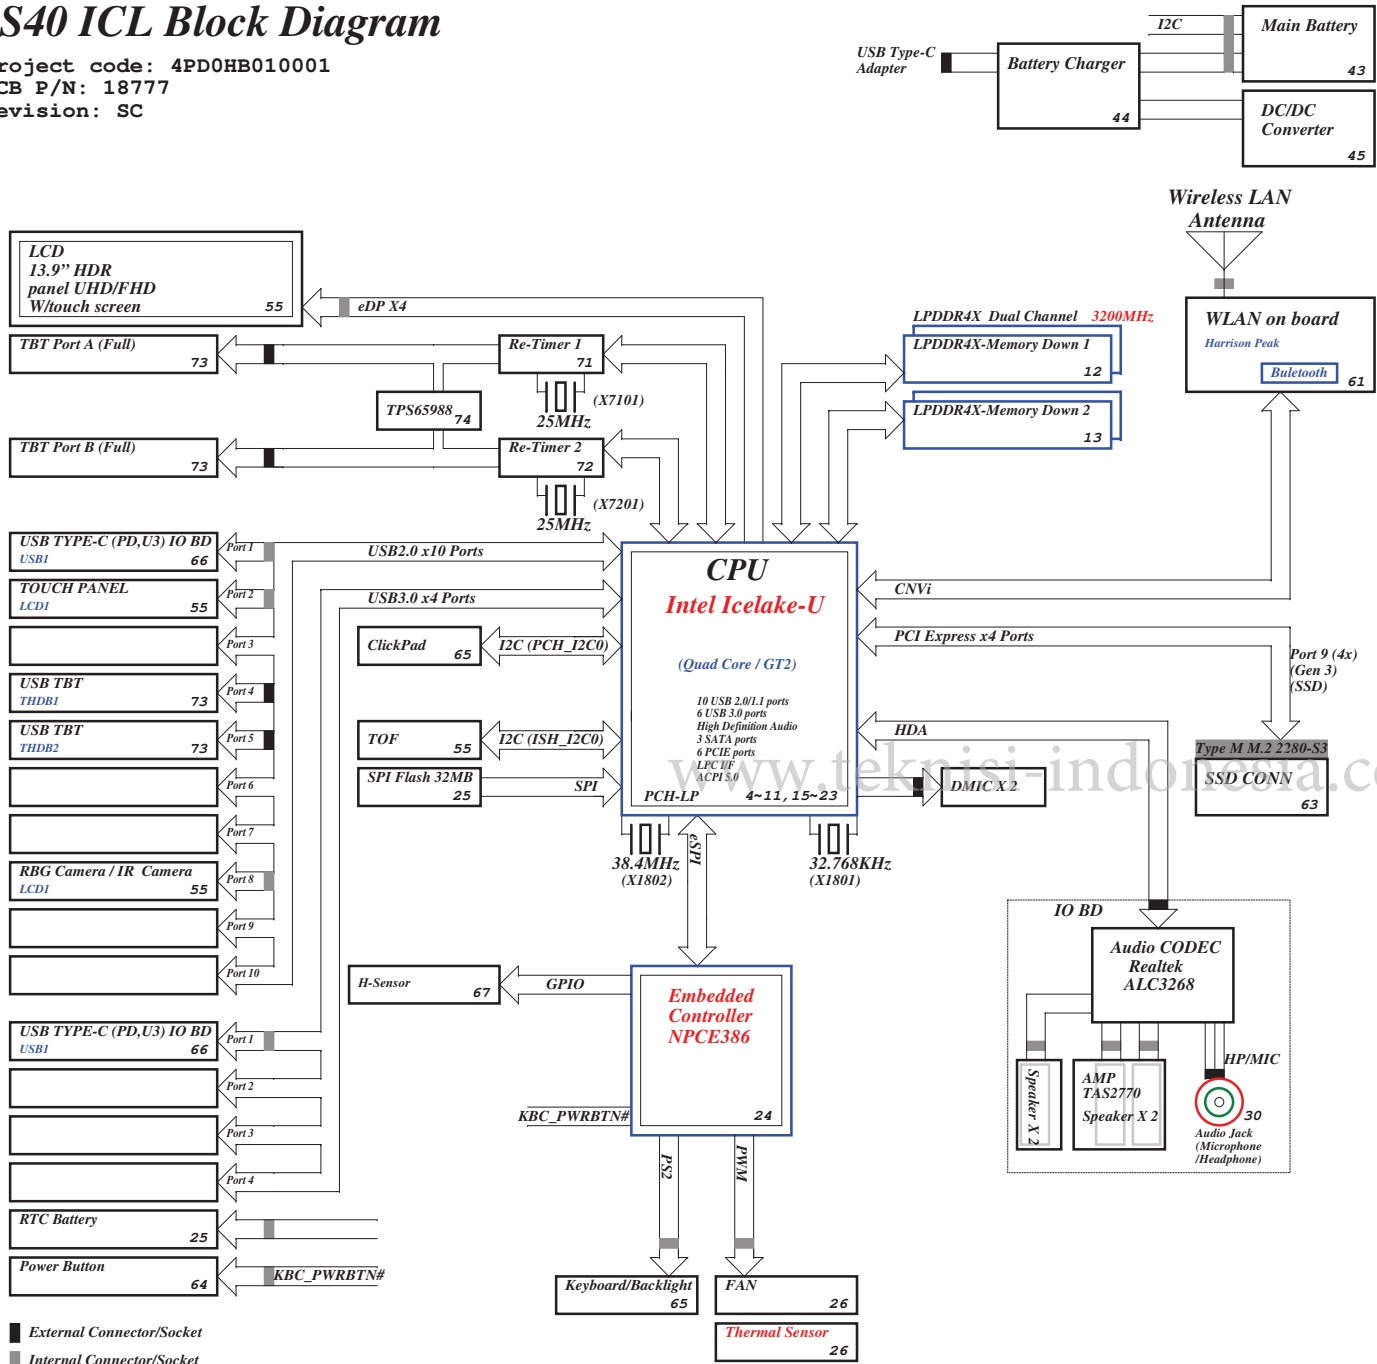 S40 ICL Block Diagram
roject code: 4PD0HB010001
CB P/N: 18777
evision: SC
USB Type-C
Adapter
Battery Charger
44
I2C
Main Battery
43
DC/DC
Converter
45
Wireless LAN
Antenna
WLAN on board
Harrison Peak
Buletooth
61
LCD
13.9” HDR
panel UHD/FHD
W/touch screen
55
eDP X4
TBT Port A (Full)
73
Re-Timer 1
71
(X7101)
25MHz
TPS65988
74
TBT Port B (Full)
73
Re-Timer 2
72
(X7201)
25MHz
LPDDR4X Dual Channel 3200MHz
LPDDR4X-Memory Down 1
12
LPDDR4X-Memory Down 2
13
USB TYPE-C (PD,U3) IO BD
USB1
66
Port 1
USB2.0 x10 Ports
TOUCH PANEL
LCD1
55
Port 2
USB3.0 x4 Ports
Port 3
USB TBT
THDB1
73
Port 4
USB TBT
THDB2
73
Port 5
Port 6
Port 7
RBG Camera / IR Camera
LCD1
55
Port 8
Port 9
Port 10
ClickPad
65
I2C (PCH_I2C0)
TOF
55
I2C (ISH_I2C0)
SPI Flash 32MB
25
SPI
CPU
Intel Icelake-U
(Quad Core / GT2)
10 USB 2.0/1.1 ports
6 USB 3.0 ports
High Definition Audio
3 SATA ports
6 PCIE ports
LPC I/F
ACPI 5.0
PCH-LP
4~11,15~23
CNVi
PCI Express x4 Ports
Port 9 (4x)
(Gen 3)
(SSD)
HDA
DMIC X 2
Type M M.2 2280-S3
SSD CONN
63
www.teknisi-indonesia.co
38.4MHz
(X1802)
eSPI
32.768KHz
(X1801)
H-Sensor
67
GPIO
Embedded
Controller
NPCE386
24
KBC_PWRBTN#
PS2
PWM
Keyboard/Backlight
65
FAN
26
Thermal Sensor
26
IO BD
Audio CODEC
Realtek
ALC3268
Speaker X 2
AMP
TAS2770
Speaker X 2
HP/MIC
30
Audio Jack
(Microphone
/Headphone)
USB TYPE-C (PD,U3) IO BD
USB1
66
Port 1
Port 2
Port 3
Port 4
RTC Battery
25
Power Button
64
KBC_PWRBTN#
External Connector/Socket
Internal Connector/Socket